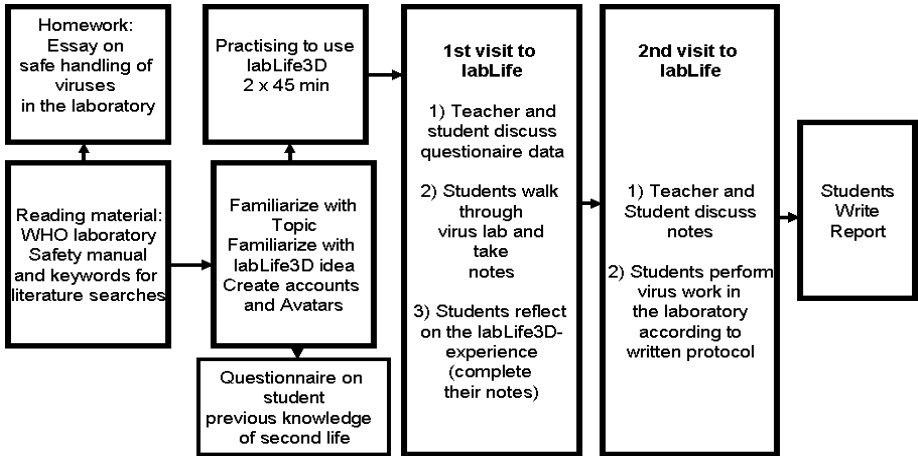 Homework:
Essay on
safe handling of
viruses
in the laboratory
Reading material:
WHO laboratory
Safety manual
and keywords for
literature searches
Practising to use
labLife3D
2 x 45 min
Familiarize with
Topic
Familiarize with
labLife3D idea
Create accounts
and Avatars
Questionnaire on
student
previous knowledge
of second life
1st visit to
labLife
1) Teacher and
student discuss
questionaire data
2) Students walk
through
virus lab and
take
notes
3) Students reflect
on the labLife3D-
experience
(complete
their notes)
2nd visit to
labLife
1) Teacher and
Student discuss
notes
2) Students perform
virus work in
the laboratory
according to
written protocol
Students
Write
Report